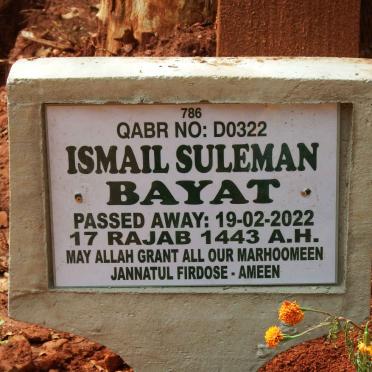 786
QABR NO: D0322
ISMAIL SULEMAN
BAYAT
PASSED AWAY: 19-02-2022
17 RAJAB 1443 A.H.
MAY ALLAH GRANT ALL OUR MARHOOMEEN
JANNATUL FIRDOSE - AMEEN